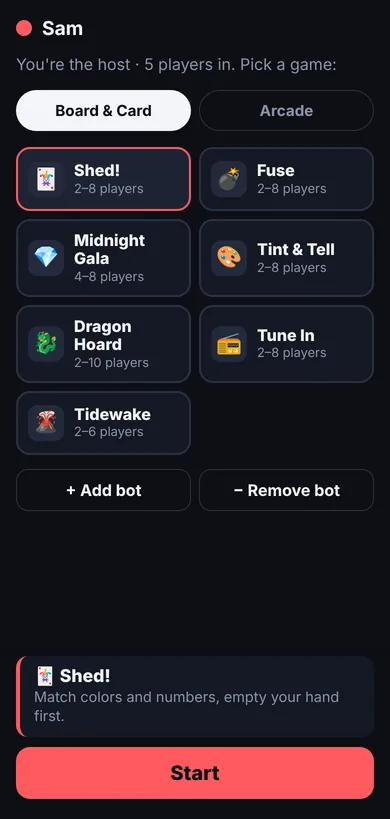 Sam
You're the host · 5 players in. Pick a game:
Board & Card
Arcade
Shed!
2–8 players
Fuse
2–8 players
Midnight
Gala
4–8 players
Tint & Tell
2–8 players
Dragon
Hoard
2–10 players
Tune In
2–8 players
Tidewake
2–6 players
+ Add bot
− Remove bot
Shed!
Match colors and numbers, empty your hand
first.
Start